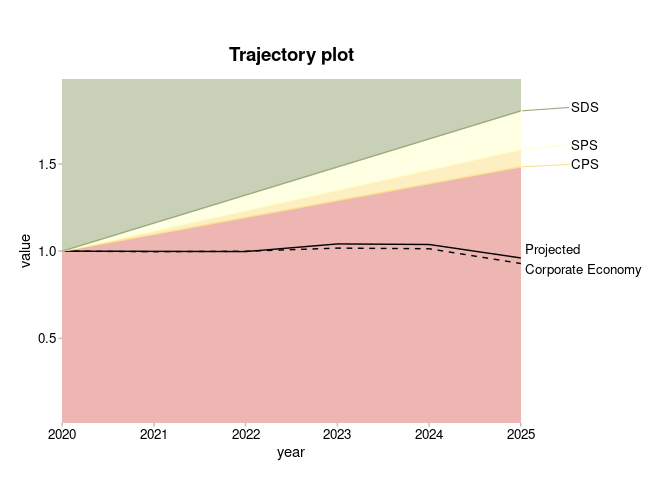 Trajectory plot
SDS
SPS
CPS
1.5
1.0
0.5
value
Projected
Corporate Economy
2020 2021 2022 2023 2024 2025
year